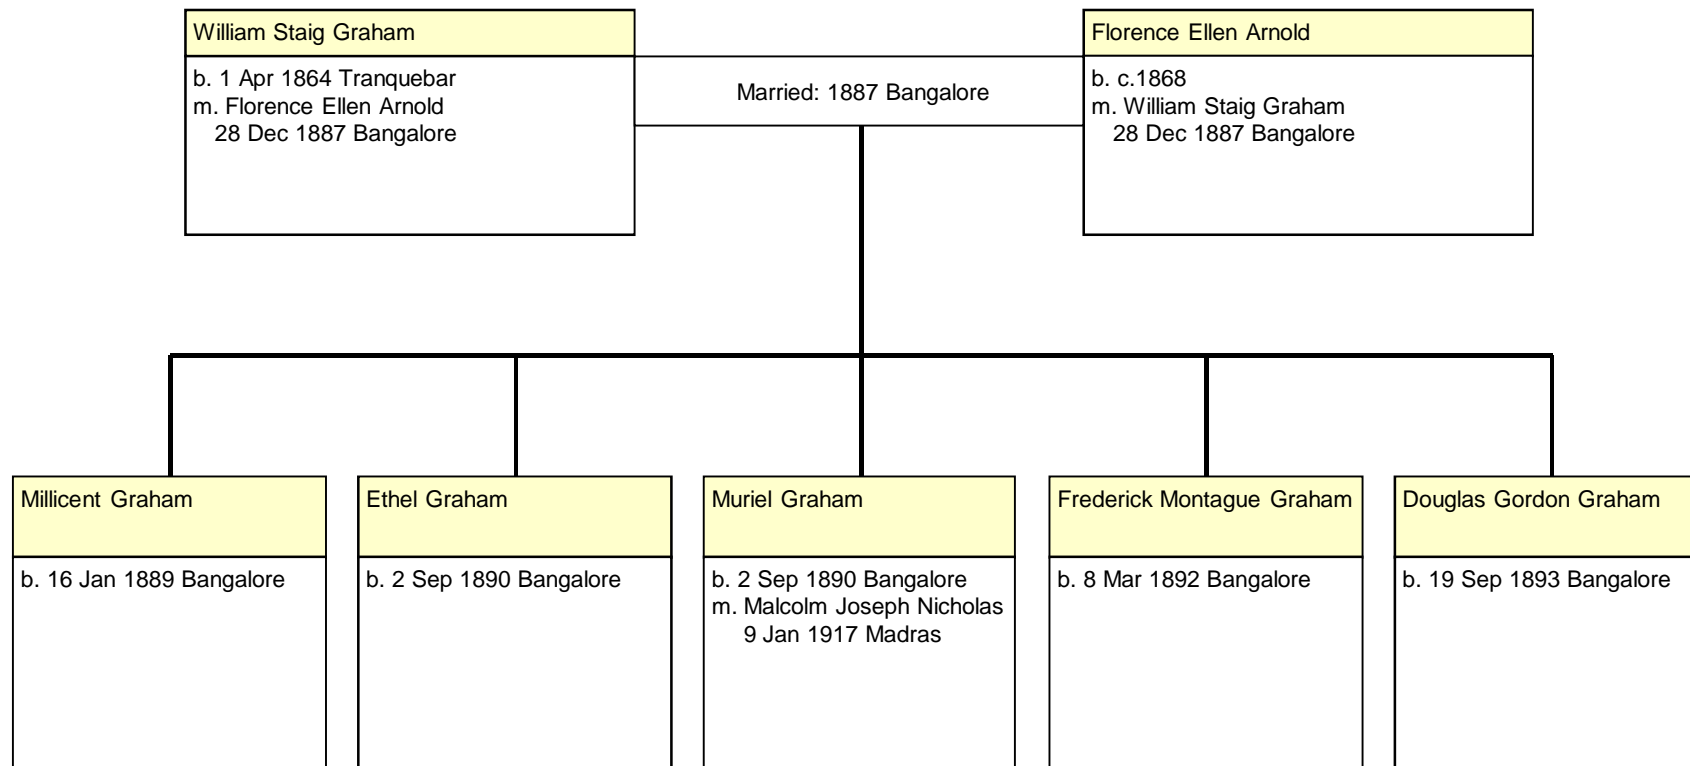 William Staig Graham
b. 1 Apr 1864 Tranquebar
m. Florence Ellen Arnold
28 Dec 1887 Bangalore
Married: 1887 Bangalore
Florence Ellen Arnold
b. c.1868
m. William Staig Graham
28 Dec 1887 Bangalore
Millicent Graham
b. 16 Jan 1889 Bangalore
Ethel Graham
b. 2 Sep 1890 Bangalore
Muriel Graham
b. 2 Sep 1890 Bangalore
m. Malcolm Joseph Nicholas
9 Jan 1917 Madras
Frederick Montague Graham
b. 8 Mar 1892 Bangalore
Douglas Gordon Graham
b. 19 Sep 1893 Bangalore